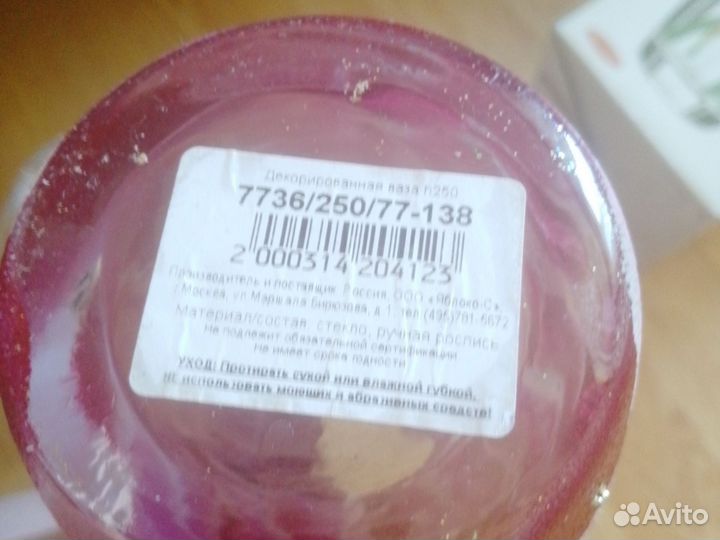 Декорированная ваза h250
7736/250/77-138
2 000314 204123
Производитель и поставщик: Россия, ООО «Яблоко-С»,
г.Москва, ул.Маршала Бирюзова, д.1, тел.(495)781-5672
Материал/состав: стекло, ручная роспись
Не подлежит обязательной сертификации
Не имеет срока годности
УХОД: Протирать сухой или влажной губкой,
не использовать моющих и абразивных средств!
Avito